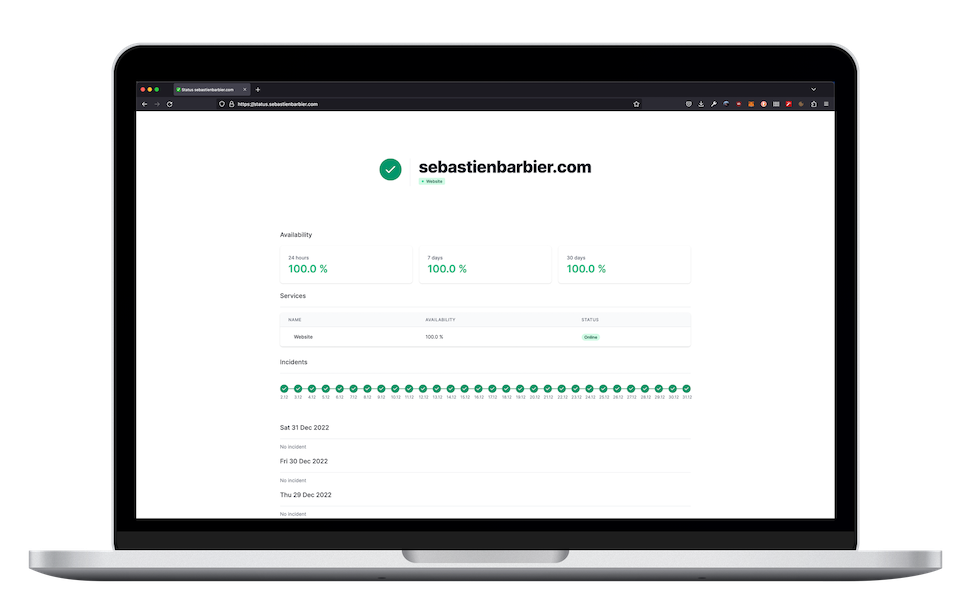 Status sebastienbarbier.com
https://status.sebastienbarbier.com
sebastienbarbier.com
Website
Availability
24 hours
100.0 %
7 days
100.0 %
30 days
100.0 %
Services
NAME AVAILABILITY STATUS
Website 100.0 % Online
Incidents
2.12 3.12 4.12 5.12 6.12 7.12 8.12 9.12 10.12 11.12 12.12 13.12 14.12 15.12 16.12 17.12 18.12 19.12 20.12 21.12 22.12 23.12 24.12 25.12 26.12 27.12 28.12 29.12 30.12 31.12
Sat 31 Dec 2022
No incident
Fri 30 Dec 2022
No incident
Thu 29 Dec 2022
No incident